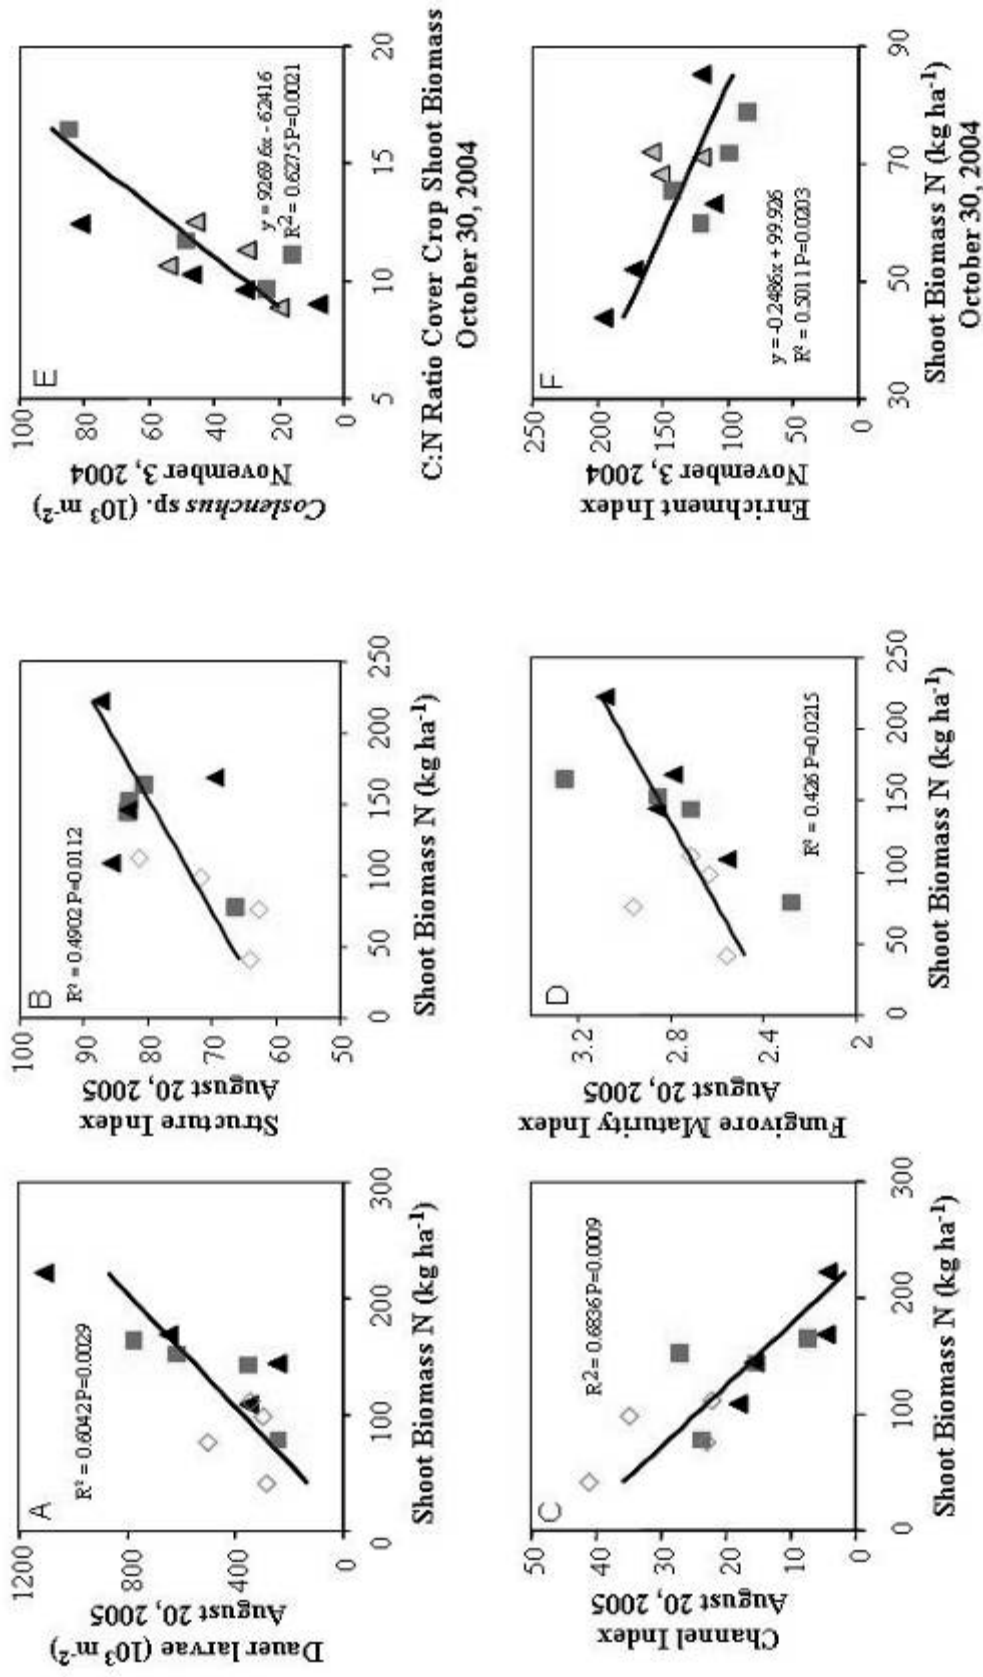 A
R² = 0.6042 P=0.0029
1200
800
400
0
0
100
200
300
Dauer larvae (10³ m⁻²)
August 20, 2005
Shoot Biomass N (kg ha⁻¹)
B
R² = 0.4902 P=0.0112
100
90
80
70
60
50
0
50
100
150
200
250
Structure Index
August 20, 2005
Shoot Biomass N (kg ha⁻¹)
E
y = 9269.6x - 62416
R² = 0.6275 P=0.0021
100
80
60
40
20
0
5
10
15
20
Coslenchus sp. (10³ m⁻²)
November 3, 2004
C:N Ratio Cover Crop Shoot Biomass
October 30, 2004
C
R² = 0.6836 P=0.0009
50
40
30
20
10
0
0
100
200
300
Channel Index
August 20, 2005
Shoot Biomass N (kg ha⁻¹)
D
R² = 0.426 P=0.0215
3.2
2.8
2.4
2
0
50
100
150
200
250
Fungivore Maturity Index
August 20, 2005
Shoot Biomass N (kg ha⁻¹)
F
y = -0.2486x + 99.926
R² = 0.5011 P=0.0203
250
200
150
100
50
0
30
50
70
90
Enrichment Index
November 3, 2004
Shoot Biomass N (kg ha⁻¹)
October 30, 2004